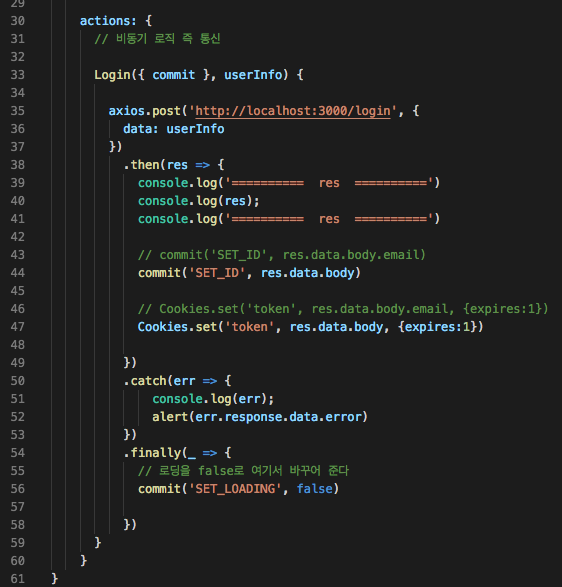 29
30 actions: {
31 // 비동기 로직 즉 통신
32
33 Login({ commit }, userInfo) {
34
35 axios.post('http://localhost:3000/login', {
36 data: userInfo
37 })
38 .then(res => {
39 console.log('========== res ==========')
40 console.log(res);
41 console.log('========== res ==========')
42
43 // commit('SET_ID', res.data.body.email)
44 commit('SET_ID', res.data.body)
45
46 // Cookies.set('token', res.data.body.email, {expires:1})
47 Cookies.set('token', res.data.body, {expires:1})
48
49 })
50 .catch(err => {
51 console.log(err);
52 alert(err.response.data.error)
53 })
54 .finally(_ => {
55 // 로딩을 false로 여기서 바꾸어 준다
56 commit('SET_LOADING', false)
57
58 })
59 }
60 }
61 }